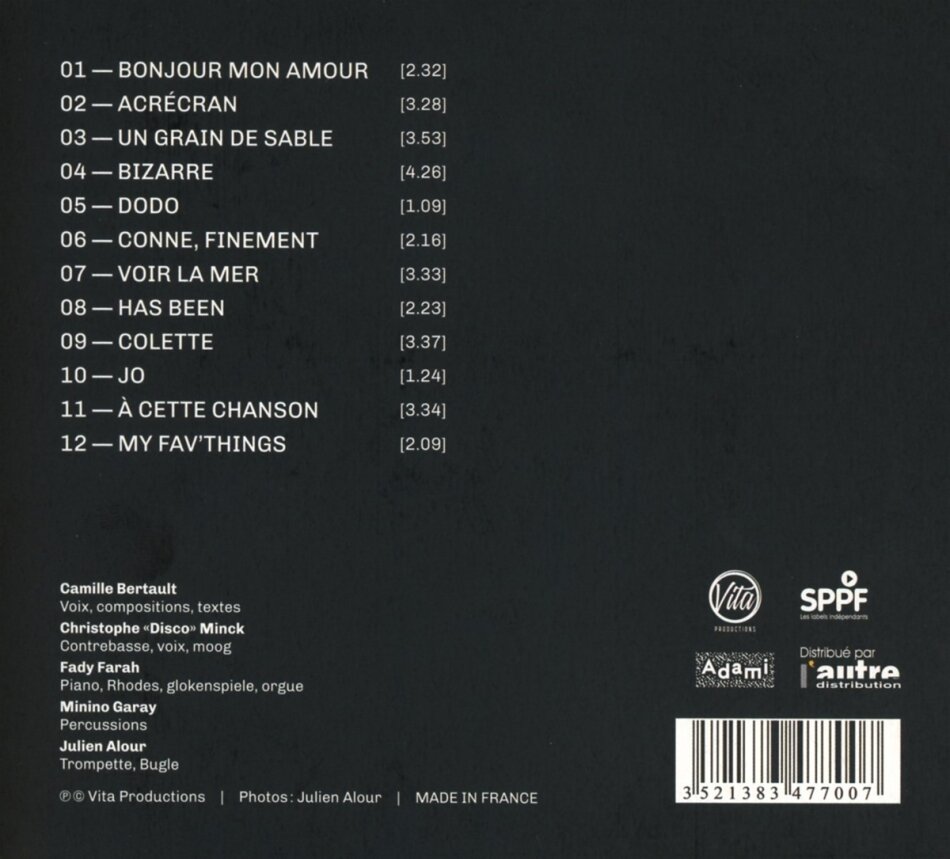 01 — BONJOUR MON AMOUR [2.32]
02 — ACRÉCRAN [3.28]
03 — UN GRAIN DE SABLE [3.53]
04 — BIZARRE [4.26]
05 — DODO [1.09]
06 — CONNE, FINEMENT [2.16]
07 — VOIR LA MER [3.33]
08 — HAS BEEN [2.23]
09 — COLETTE [3.37]
10 — JO [1.24]
11 — À CETTE CHANSON [3.34]
12 — MY FAV'THINGS [2.09]
Camille Bertault
Voix, compositions, textes
Christophe «Disco» Minck
Contrebasse, voix, moog
Fady Farah
Piano, Rhodes, glokenspiele, orgue
Minino Garay
Percussions
Julien Alour
Trompette, Bugle
℗© Vita Productions | Photos : Julien Alour | MADE IN FRANCE
Vita
PRODUCTIONS
SPPF
Les labels indépendants
Adami
Distribué par
l'autre
distribution
3 521383 477007